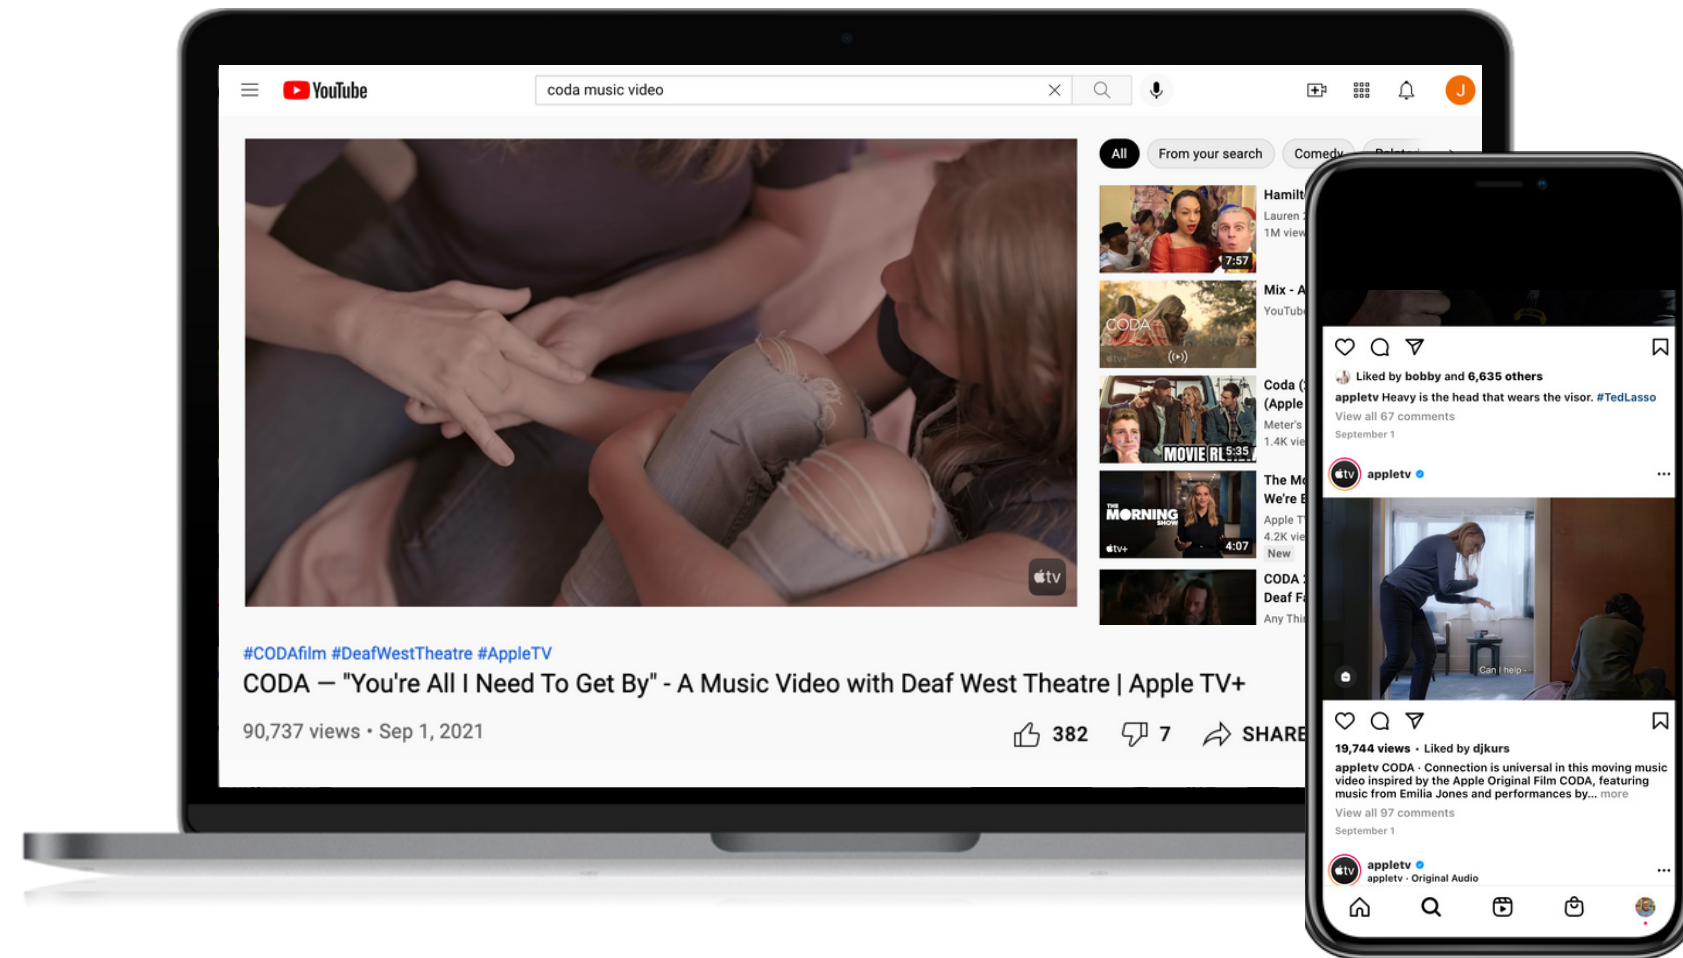 YouTube
coda music video
J
All
From your search
Comedy
Hamilt
Lauren
1M view
7:57
Mix - A
YouTube
CODA
tv+
Coda (
(Apple
Meter's
1.4K vie
MOVIE
5:35
The Mo
We're E
Apple T
4.2K vie
New
THE
MORNING
SHOW
tv+
4:07
CODA
Deaf Fa
Any Thi
tv
#CODAfilm #DeafWestTheatre #AppleTV
CODA — "You're All I Need To Get By" - A Music Video with Deaf West Theatre | Apple TV+
90,737 views • Sep 1, 2021
382
7
SHARE
Liked by bobby and 6,635 others
appletv Heavy is the head that wears the visor. #TedLasso
View all 67 comments
September 1
tv
appletv
Can I help -
19,744 views · Liked by djkurs
appletv CODA · Connection is universal in this moving music
video inspired by the Apple Original Film CODA, featuring
music from Emilia Jones and performances by... more
View all 97 comments
September 1
tv
appletv
appletv · Original Audio